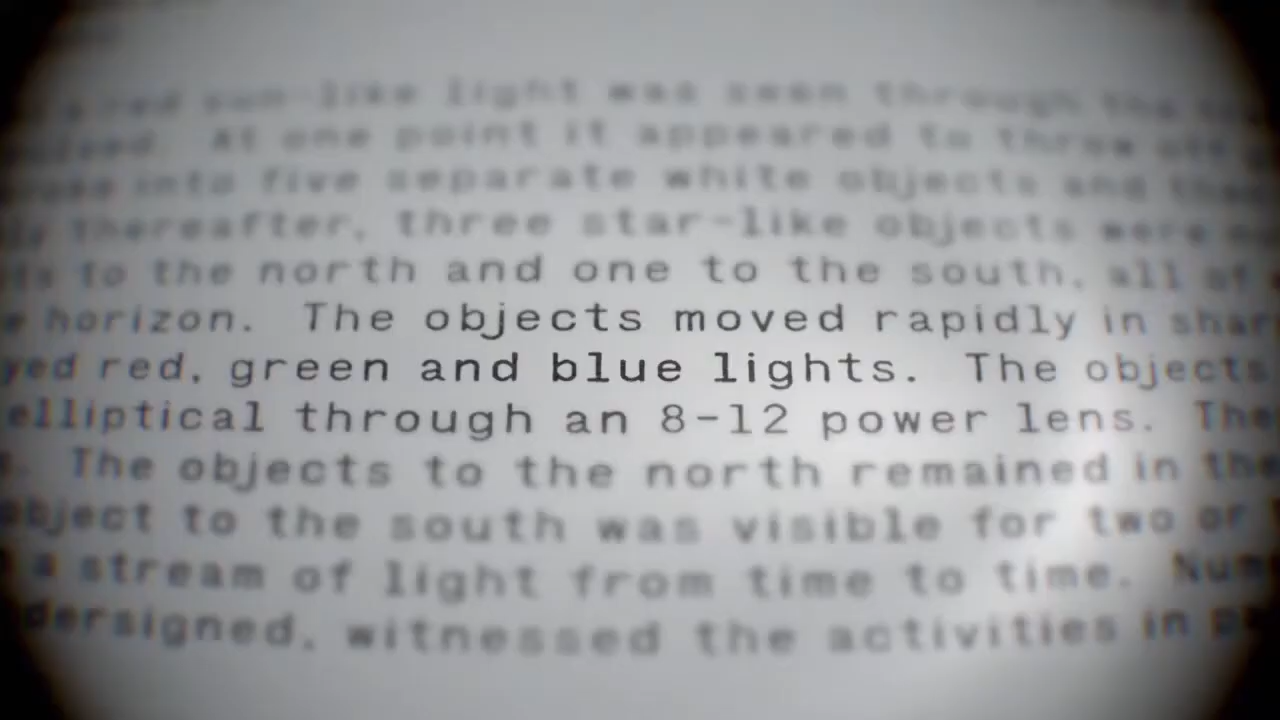 red sun-like light was seen through the
At one point it appeared to throw off
into five separate white objects and then
thereafter, three star-like objects were
to the north and one to the south, all of
horizon. The objects moved rapidly in
red, green and blue lights. The objects
elliptical through an 8-12 power lens. The
The objects to the north remained in the
object to the south was visible for two or
a stream of light from time to time.
witnessed the activities in